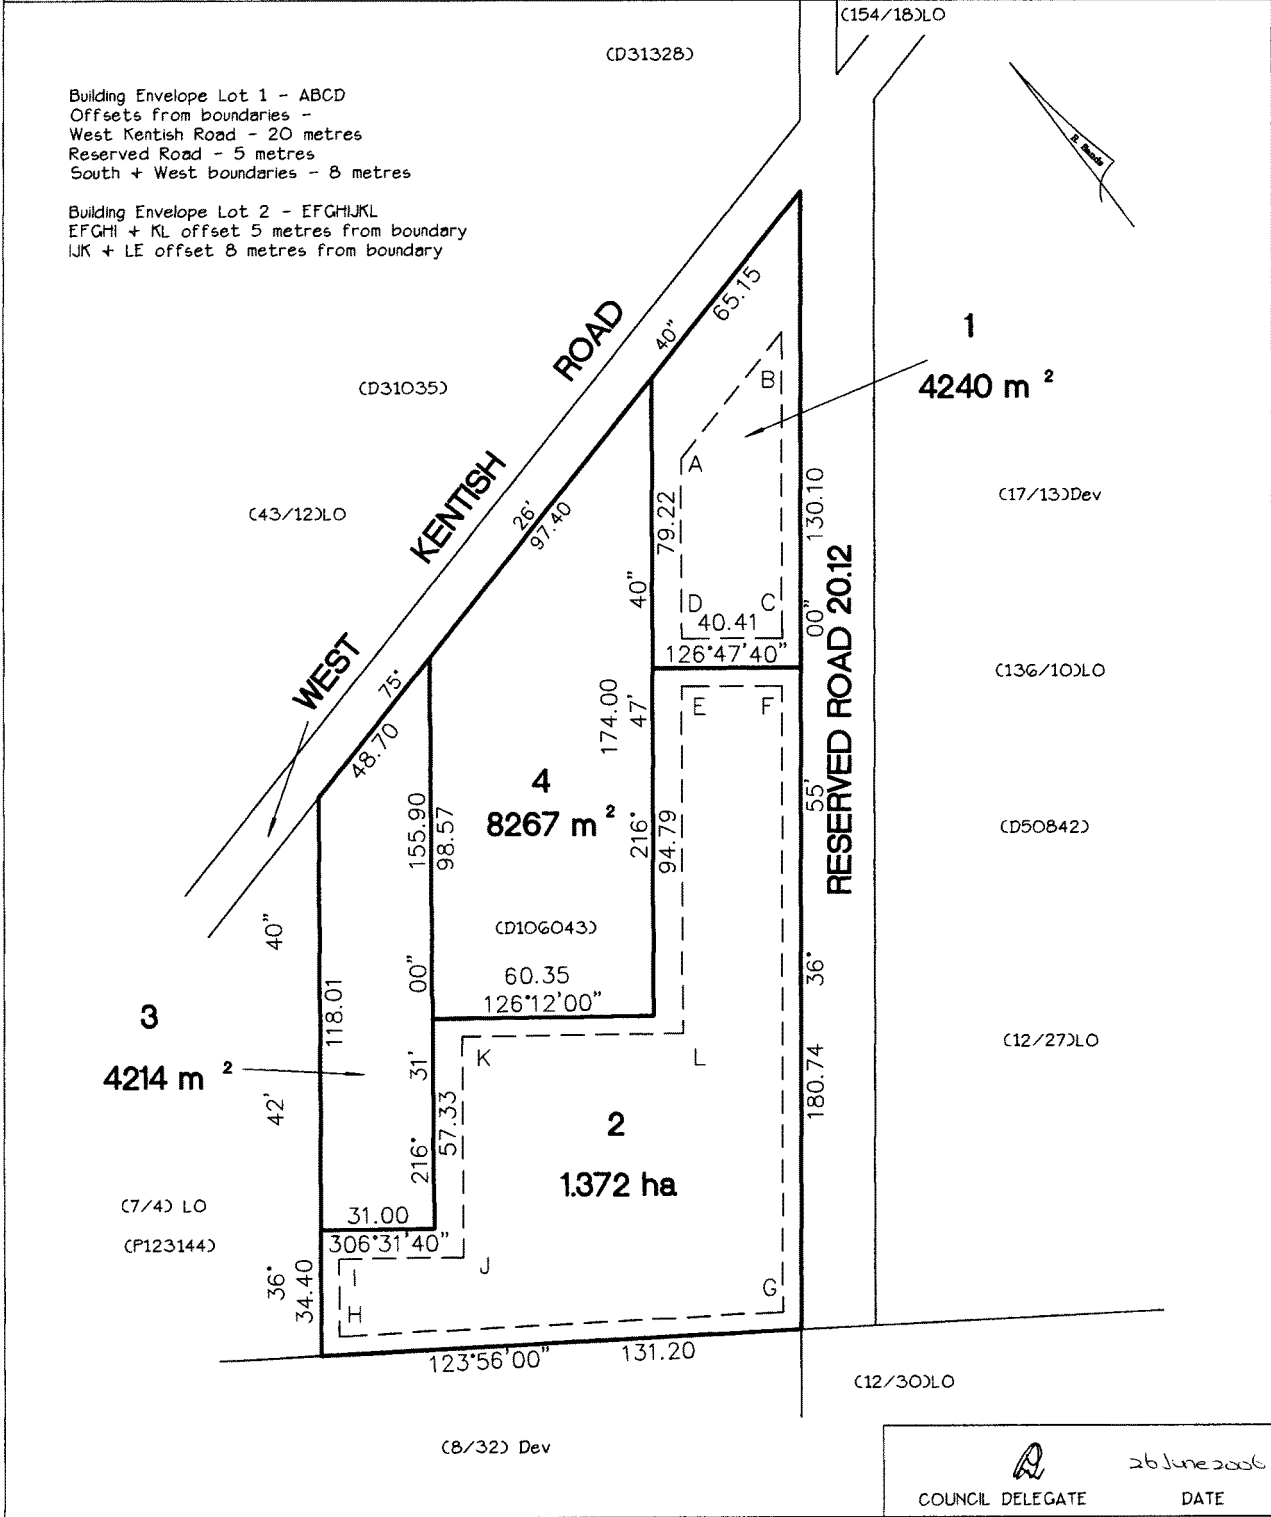 (154/18)LO
(D31328)
Building Envelope Lot 1 - ABCD
Offsets from boundaries -
West Kentish Road - 20 metres
Reserved Road - 5 metres
South + West boundaries - 8 metres
Building Envelope Lot 2 - EFGHIJKL
EFGHI + KL offset 5 metres from boundary
IJK + LE offset 8 metres from boundary
R. Sands
WEST KENTISH ROAD
75° 26' 40"
65.15
97.40
48.70
(D31035)
(43/12)LO
1
4240 m²
A
B
C
D
79.22
130.10
40.41
126°47'40"
(17/13)Dev
(136/10)LO
RESERVED ROAD 20.12
36° 55' 00"
180.74
E
F
174.00
216° 47' 40"
94.79
4
8267 m²
(D106043)
60.35
126°12'00"
155.90
98.57
216° 31' 00"
57.33
(D50842)
(12/27)LO
3
4214 m²
118.01
36° 42' 40"
34.40
K
L
2
1.372 ha
(7/4) LO
(P123144)
31.00
306°31'40"
I
J
H
G
123°56'00"
131.20
(12/30)LO
(8/32) Dev
26 June 2006
COUNCIL DELEGATE
DATE